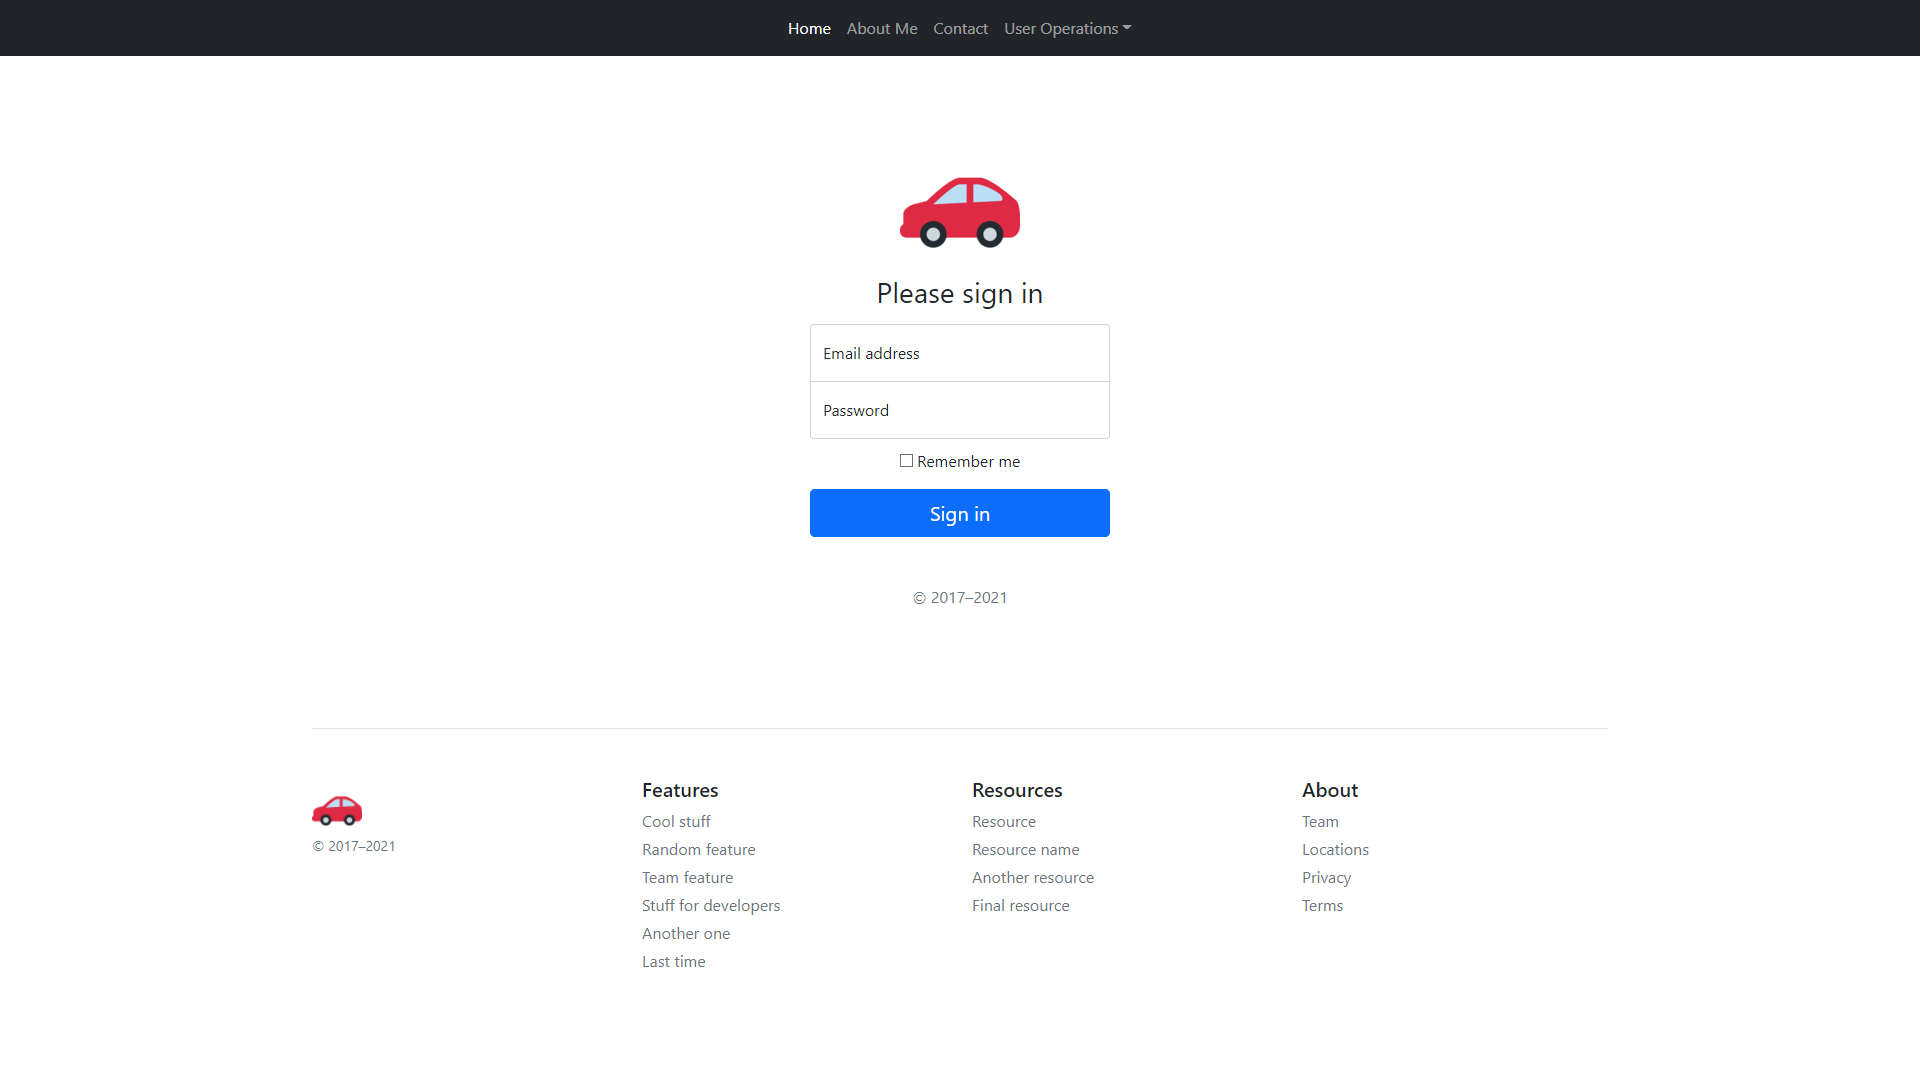 Home About Me Contact User Operations
Please sign in
Email address
Password
Remember me
Sign in
© 2017–2021
© 2017–2021
Features
Cool stuff
Random feature
Team feature
Stuff for developers
Another one
Last time
Resources
Resource
Resource name
Another resource
Final resource
About
Team
Locations
Privacy
Terms